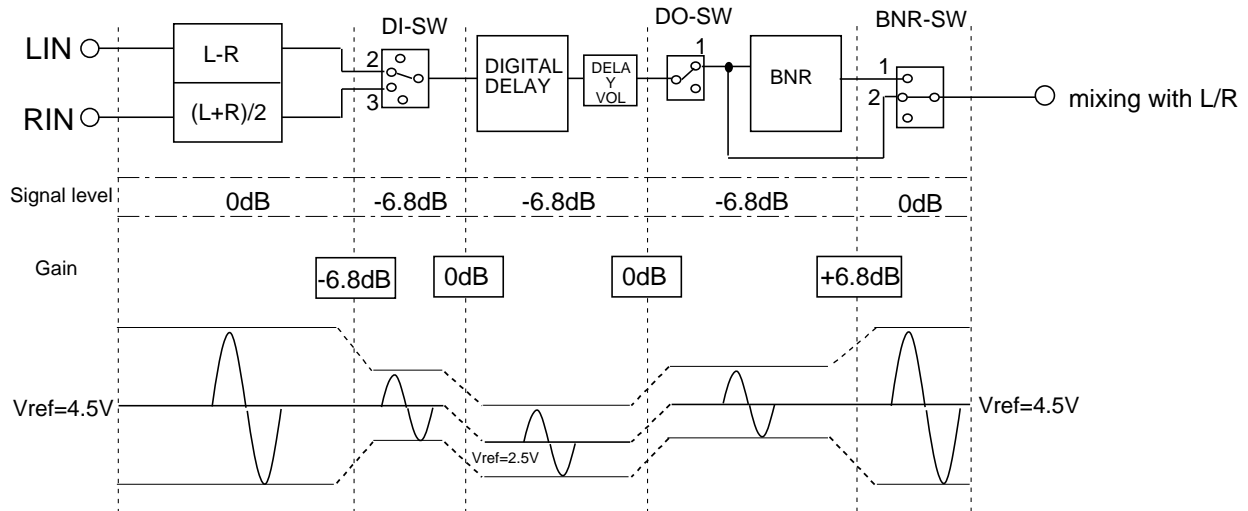 DI-SW
DO-SW
BNR-SW
LIN
RIN
L-R
(L+R)/2
2
3
DIGITAL
DELAY
DELA
Y
VOL
1
BNR
1
2
mixing with L/R
Signal level
0dB
-6.8dB
-6.8dB
-6.8dB
0dB
Gain
-6.8dB
0dB
0dB
+6.8dB
Vref=4.5V
Vref=2.5V
Vref=4.5V